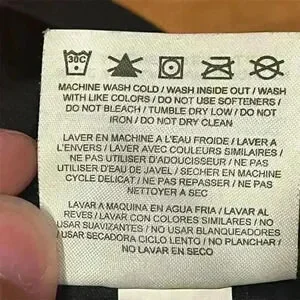 30C
MACHINE WASH COLD / WASH INSIDE OUT / WASH
WITH LIKE COLORS / DO NOT USE SOFTENERS /
DO NOT BLEACH / TUMBLE DRY LOW / DO NOT
IRON / DO NOT DRY CLEAN
LAVER EN MACHINE A L'EAU FROIDE / LAVER A
L'ENVERS / LAVER AVEC COULEURS SIMILAIRES /
NE PAS UTILISER D'ADOUCISSEUR / NE PAS
UTILISER D'EAU DE JAVEL / SECHER EN MACHINE
CYCLE DELICAT / NE PAS REPASSER / NE PAS
NETTOYER A SEC
LAVAR A MAQUINA EN AGUA FRIA / LAVAR AL
REVES / LAVAR CON COLORES SIMILARES / NO
USAR SUAVIZANTES / NO USAR BLANQUEADORES
/ USAR SECADORA CICLO LENTO / NO PLANCHAR /
NO LAVAR EN SECO